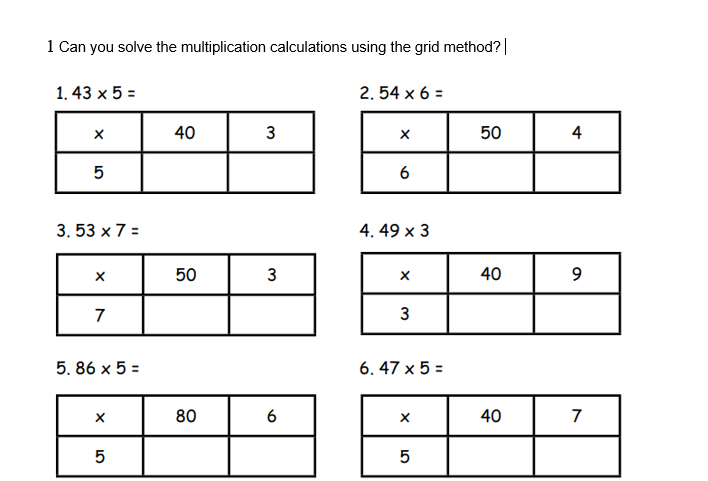 1 Can you solve the multiplication calculations using the grid method?
1. 43 x 5 =
2. 54 x 6 =
x 40 3
x 50 4
5
6
3. 53 x 7 =
4. 49 x 3
x 50 3
x 40 9
7
3
5. 86 x 5 =
6. 47 x 5 =
x 80 6
x 40 7
5
5